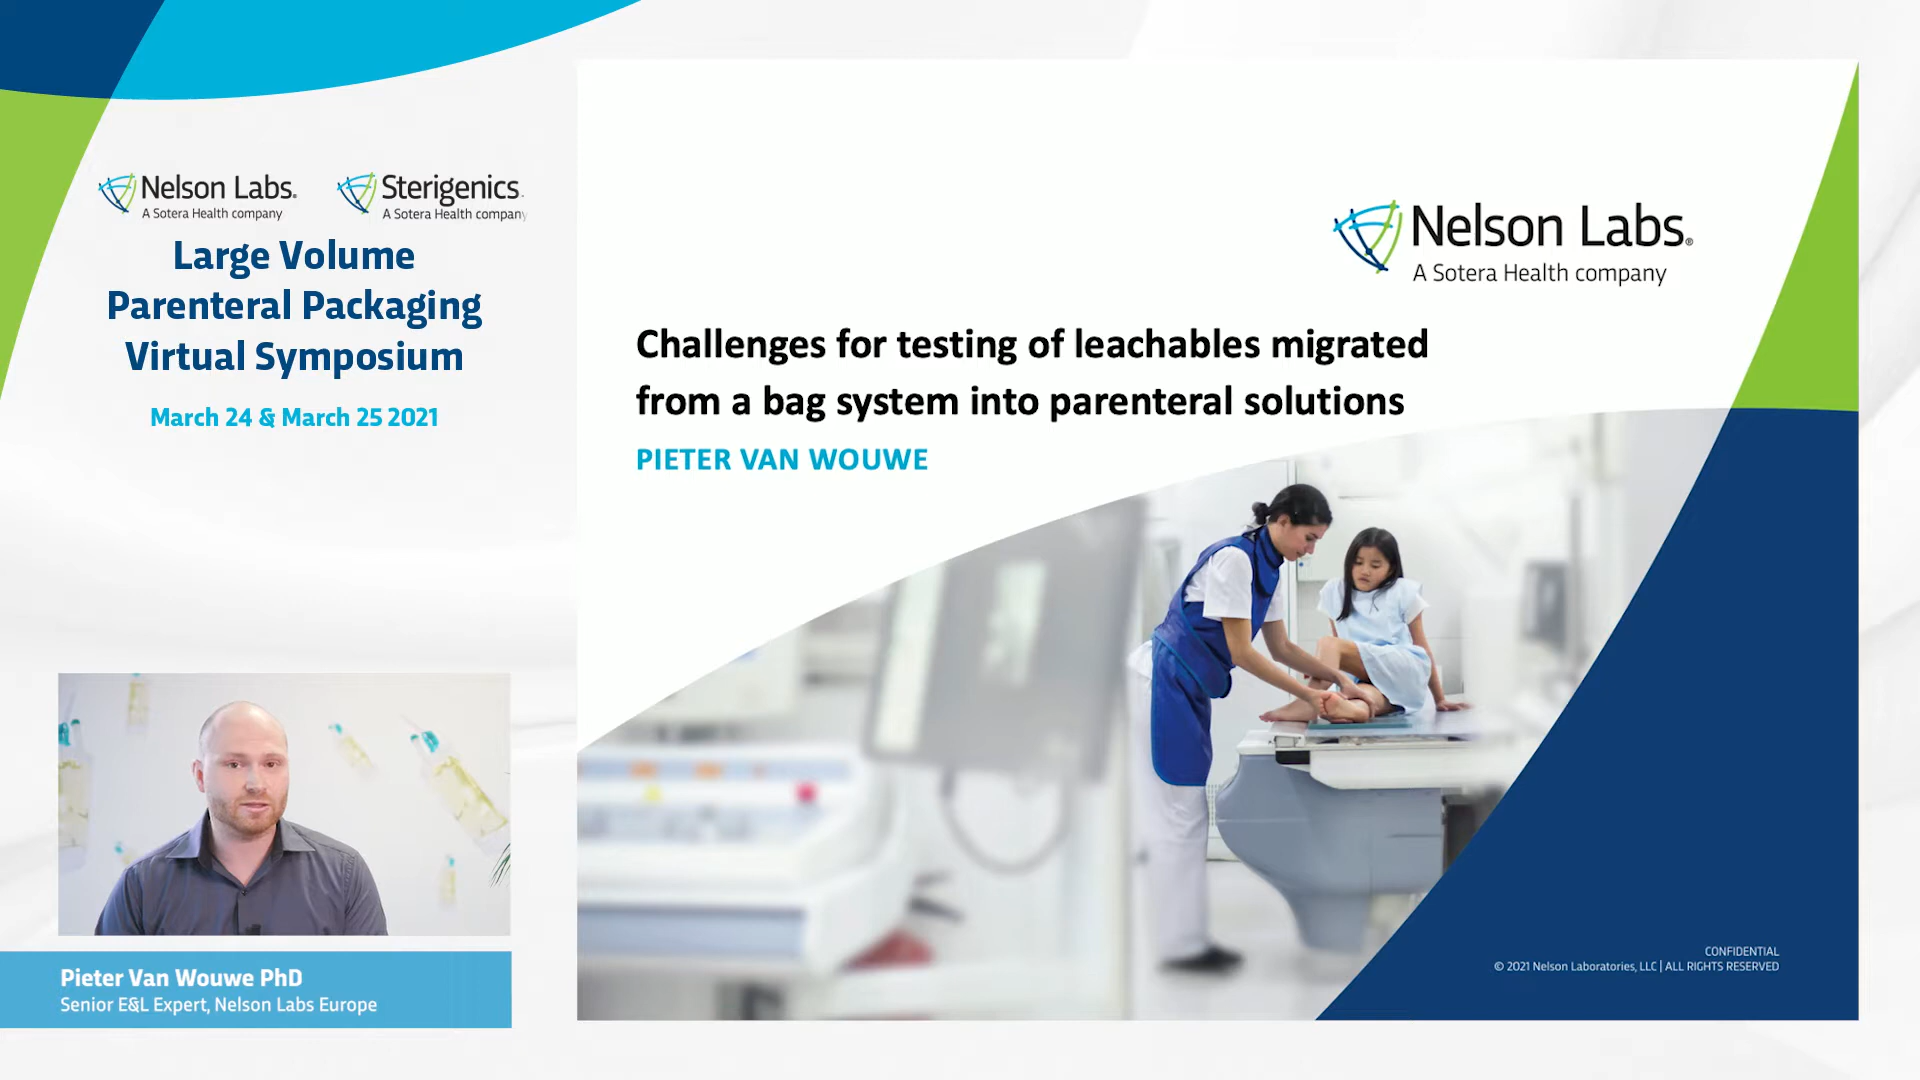 Nelson Labs®
A Sotera Health company
Sterigenics™
A Sotera Health company
Large Volume
Parenteral Packaging
Virtual Symposium
March 24 & March 25 2021
Pieter Van Wouwe PhD
Senior E&L Expert, Nelson Labs Europe
Nelson Labs®
A Sotera Health company
Challenges for testing of leachables migrated
from a bag system into parenteral solutions
PIETER VAN WOUWE
CONFIDENTIAL
© 2021 Nelson Laboratories, LLC | ALL RIGHTS RESERVED